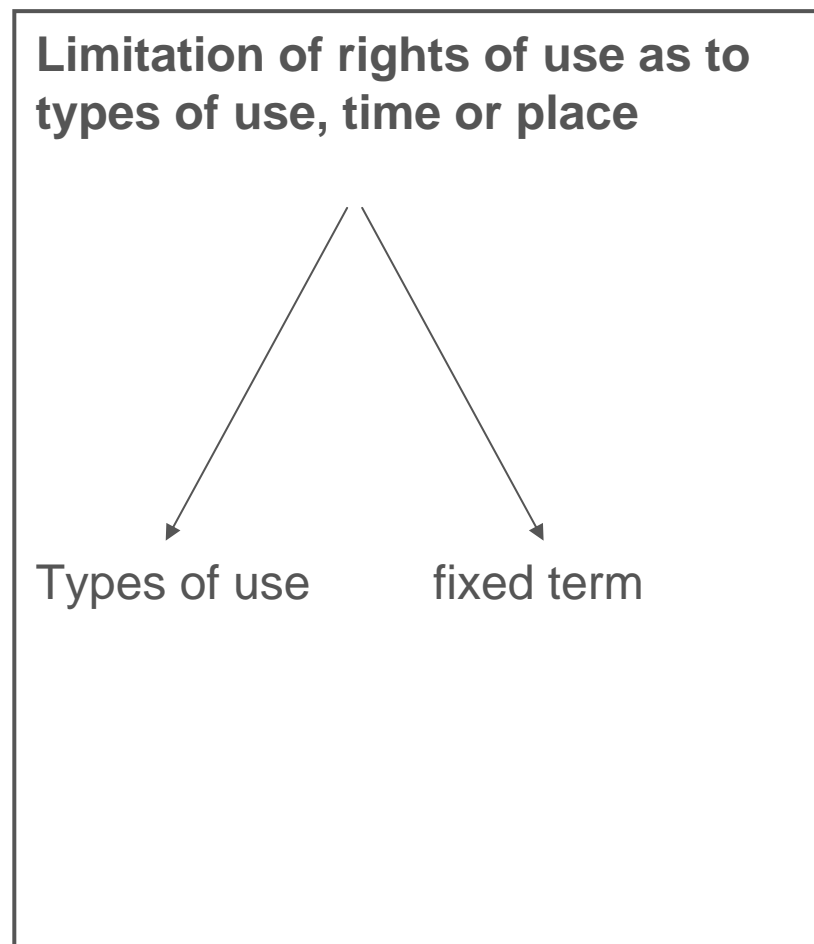 Limitation of rights of use as to
types of use, time or place
Types of use fixed term